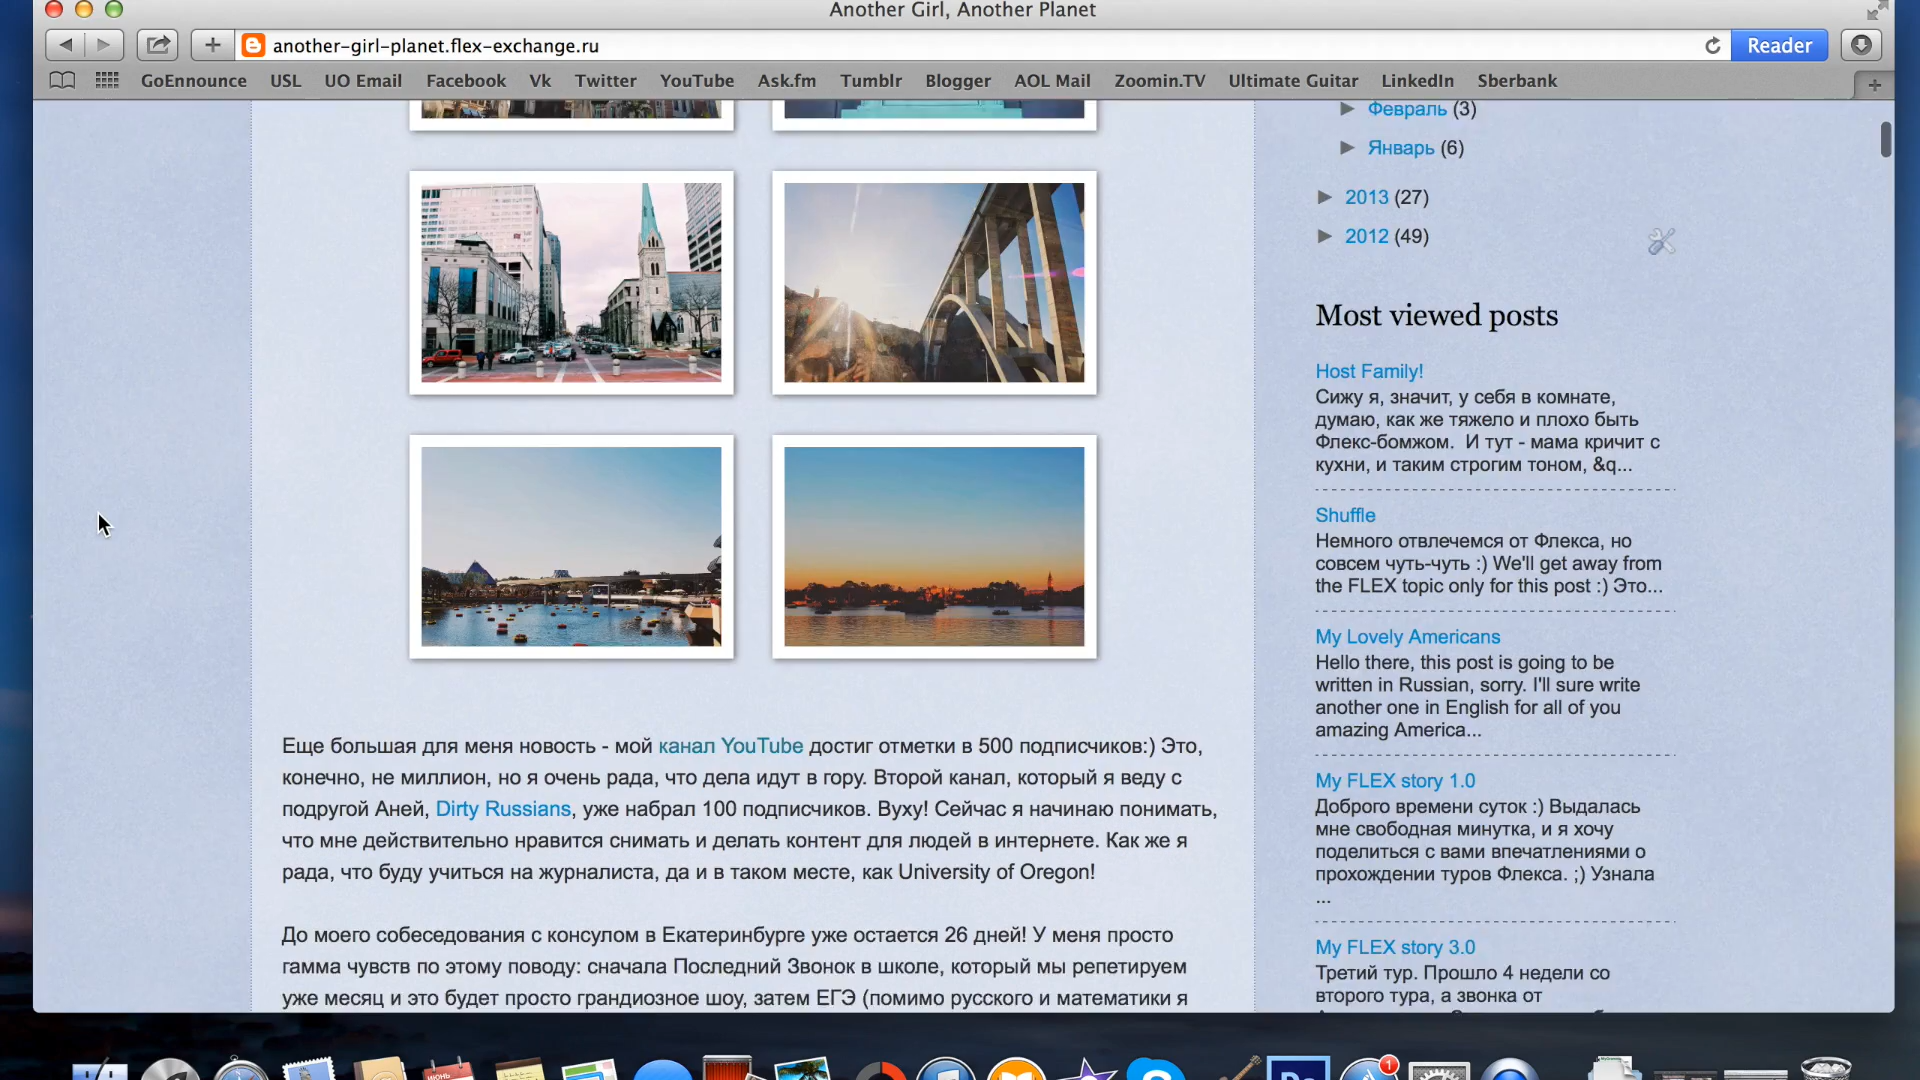 Another Girl, Another Planet
another-girl-planet.flex-exchange.ru
Reader
GoEnnounce USL UO Email Facebook Vk Twitter YouTube Ask.fm Tumblr Blogger AOL Mail Zoomin.TV Ultimate Guitar LinkedIn Sberbank
Февраль (3)
Январь (6)
2013 (27)
2012 (49)
Most viewed posts
Host Family!
Сижу я, значит, у себя в комнате,
думаю, как же тяжело и плохо быть
Флекс-бомжом. И тут - мама кричит с
кухни, и таким строгим тоном, &q...
Shuffle
Немного отвлечемся от Флекса, но
совсем чуть-чуть :) We'll get away from
the FLEX topic only for this post :) Это...
My Lovely Americans
Hello there, this post is going to be
written in Russian, sorry. I'll sure write
another one in English for all of you
amazing America...
My FLEX story 1.0
Доброго времени суток :) Выдалась
мне свободная минутка, и я хочу
поделиться с вами впечатлениями о
прохождении туров Флекса. ;) Узнала
...
My FLEX story 3.0
Третий тур. Прошло 4 недели со
второго тура, а звонка от
Еще большая для меня новость - мой канал YouTube достиг отметки в 500 подписчиков:) Это,
конечно, не миллион, но я очень рада, что дела идут в гору. Второй канал, который я веду с
подругой Аней, Dirty Russians, уже набрал 100 подписчиков. Вуху! Сейчас я начинаю понимать,
что мне действительно нравится снимать и делать контент для людей в интернете. Как же я
рада, что буду учиться на журналиста, да и в таком месте, как University of Oregon!
До моего собеседования с консулом в Екатеринбурге уже остается 26 дней! У меня просто
гамма чувств по этому поводу: сначала Последний Звонок в школе, который мы репетируем
уже месяц и это будет просто грандиозное шоу, затем ЕГЭ (помимо русского и математики я
ИЮНЬ
1